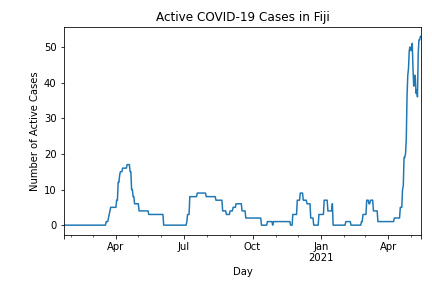 Active COVID-19 Cases in Fiji
Number of Active Cases
50
40
30
20
10
0
Apr
Jul
Oct
Jan
2021
Apr
Day